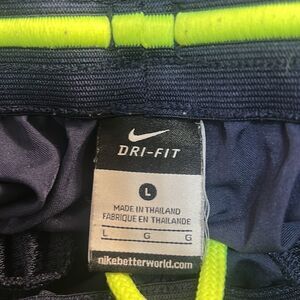 DRI-FIT
L
MADE IN THAILAND
FABRIQUE EN THAILANDE
L G G
nikebetterworld.com